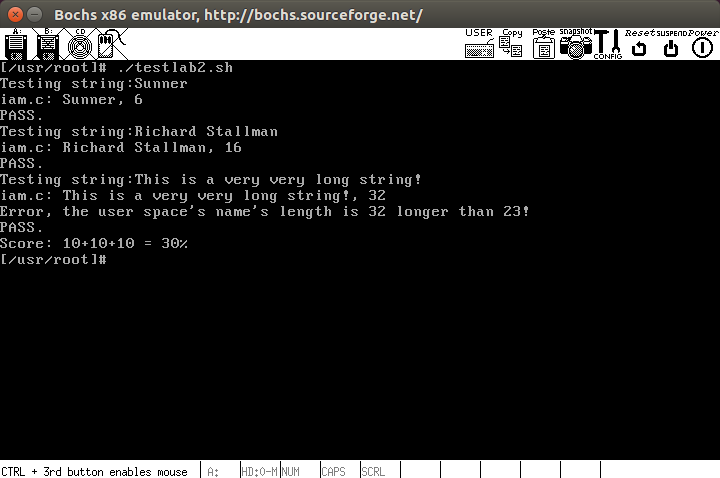 Bochs x86 emulator, http://bochs.sourceforge.net/
A: B: CD USER Copy Paste snapshot CONFIG Reset SUSPEND Power
[/usr/root]# ./testlab2.sh
Testing string:Sunner
iam.c: Sunner, 6
PASS.
Testing string:Richard Stallman
iam.c: Richard Stallman, 16
PASS.
Testing string:This is a very very long string!
iam.c: This is a very very long string!, 32
Error, the user space's name's length is 32 longer than 23!
PASS.
Score: 10+10+10 = 30%
[/usr/root]#
CTRL + 3rd button enables mouse A: HD:0-M NUM CAPS SCRL